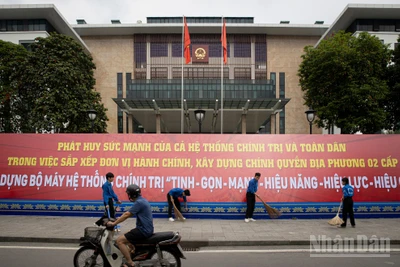 PHÁT HUY SỨC MẠNH CỦA CẢ HỆ THỐNG CHÍNH TRỊ VÀ TOÀN DÂN
TRONG VIỆC SẮP XẾP ĐƠN VỊ HÀNH CHÍNH, XÂY DỰNG CHÍNH QUYỀN ĐỊA PHƯƠNG 02 CẤP
DỰNG BỘ MÁY HỆ THỐNG CHÍNH TRỊ "TINH - GỌN - MẠNH - HIỆU NĂNG - HIỆU LỰC - HIỆU
Nhân Dân